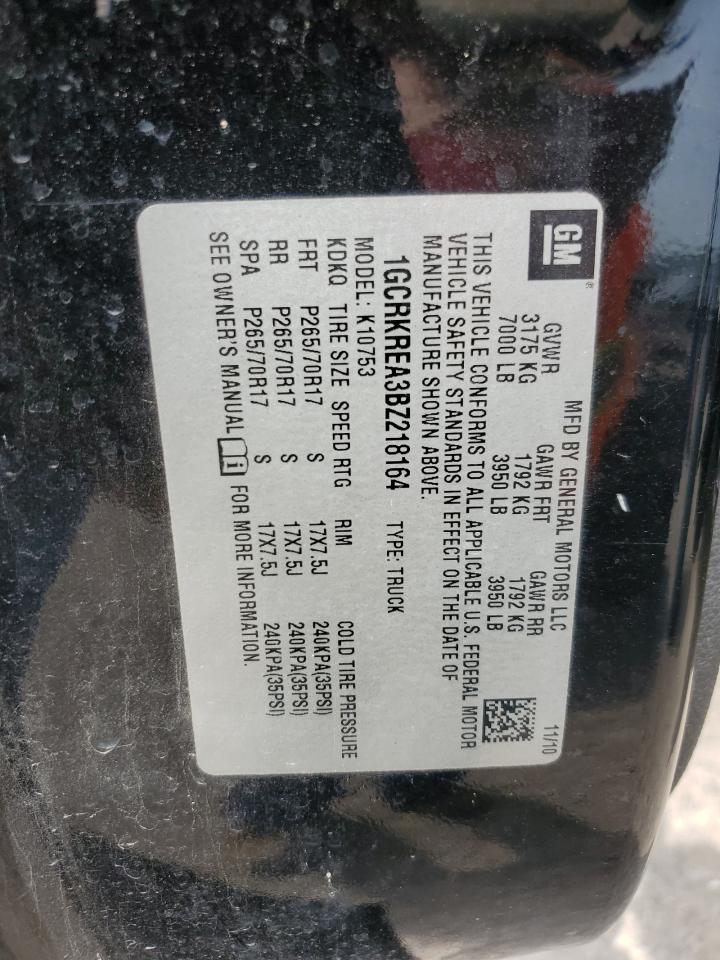 GM®
MFD BY GENERAL MOTORS LLC 11/10
GVWR GAWR FRT GAWR RR
3175 KG 1792 KG 1792 KG
7000 LB 3950 LB 3950 LB
THIS VEHICLE CONFORMS TO ALL APPLICABLE U.S. FEDERAL MOTOR
VEHICLE SAFETY STANDARDS IN EFFECT ON THE DATE OF
MANUFACTURE SHOWN ABOVE.
1GCRKREA3BZ218164 TYPE: TRUCK
MODEL: K10753
KDKQ TIRE SIZE SPEED RTG RIM COLD TIRE PRESSURE
FRT P265/70R17 S 17X7.5J 240KPA(35PSI)
RR P265/70R17 S 17X7.5J 240KPA(35PSI)
SPA P265/70R17 S 17X7.5J 240KPA(35PSI)
SEE OWNER'S MANUAL i FOR MORE INFORMATION.